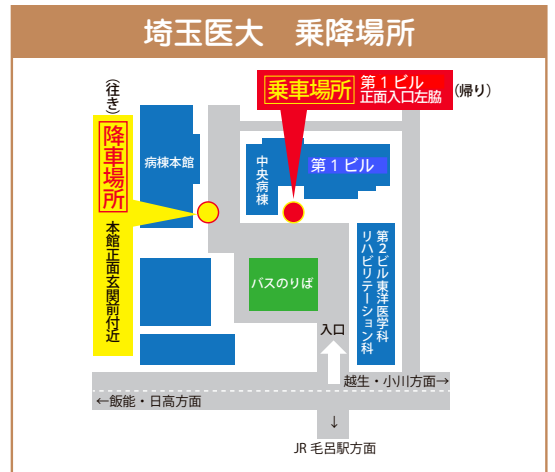 埼玉医大　乗降場所
乗車場所
第１ビル
正面入口左脇
(帰り)
(往き)
降車場所
本館正面玄関前付近
病棟本館
中央病棟
第１ビル
第２ビル東洋医学科
リハビリテーション科
バスのりば
入口
越生・小川方面→
←飯能・日高方面
↓
JR 毛呂駅方面